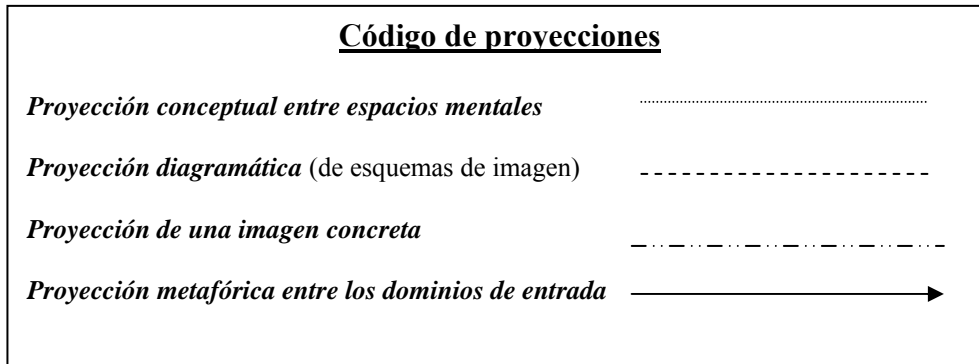 Código de proyecciones
Proyección conceptual entre espacios mentales
Proyección diagramática (de esquemas de imagen)
Proyección de una imagen concreta
Proyección metafórica entre los dominios de entrada